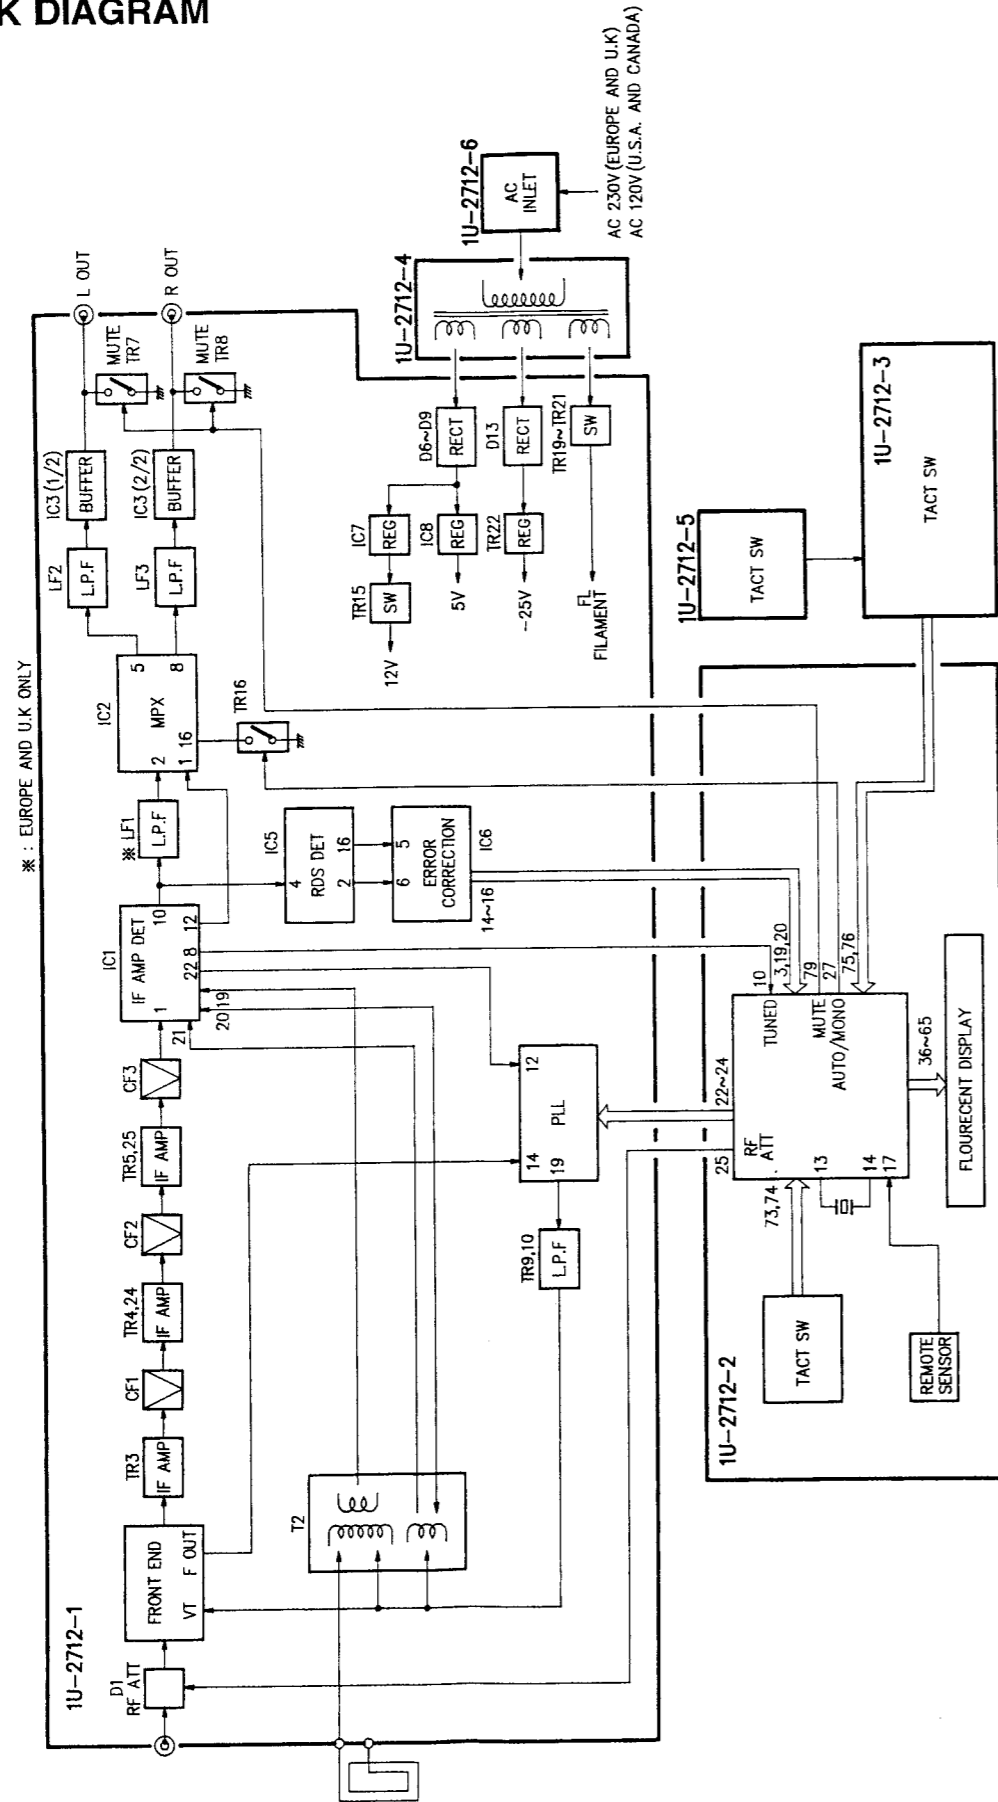 K DIAGRAM
※ : EUROPE AND U.K ONLY
1U-2712-1
D1
RF ATT
FRONT END
VT F OUT
TR3
IF AMP
CF1
TR4,24
IF AMP
CF2
TR5,25
IF AMP
CF3
IC1
IF AMP DET
1
10
21
20
19
22
8
12
※ LF1
L.P.F
IC2
MPX
2
1
16
5
8
LF2
L.P.F
LF3
L.P.F
IC3 (1/2)
BUFFER
IC3 (2/2)
BUFFER
MUTE
TR7
MUTE
TR8
L OUT
R OUT
TR16
IC5
RDS DET
4
2
16
IC6
ERROR
CORRECTION
6
5
14~16
T2
PLL
12
14
19
TR9,10
L.P.F
12V
TR15
SW
IC7
REG
5V
IC8
REG
D6~D9
RECT
--25V
TR22
REG
D13
RECT
FL
FILAMENT
TR19~TR21
SW
1U-2712-4
1U-2712-6
AC
INLET
AC 230V (EUROPE AND U.K)
AC 120V (U.S.A. AND CANADA)
1U-2712-2
TACT SW
73,74
REMOTE
SENSOR
25
RF
ATT
22~24
TUNED
10
3,19,20
MUTE
79
AUTO/MONO
27
75,76
13
14
17
36~65
FLOURECENT DISPLAY
1U-2712-5
TACT SW
1U-2712-3
TACT SW